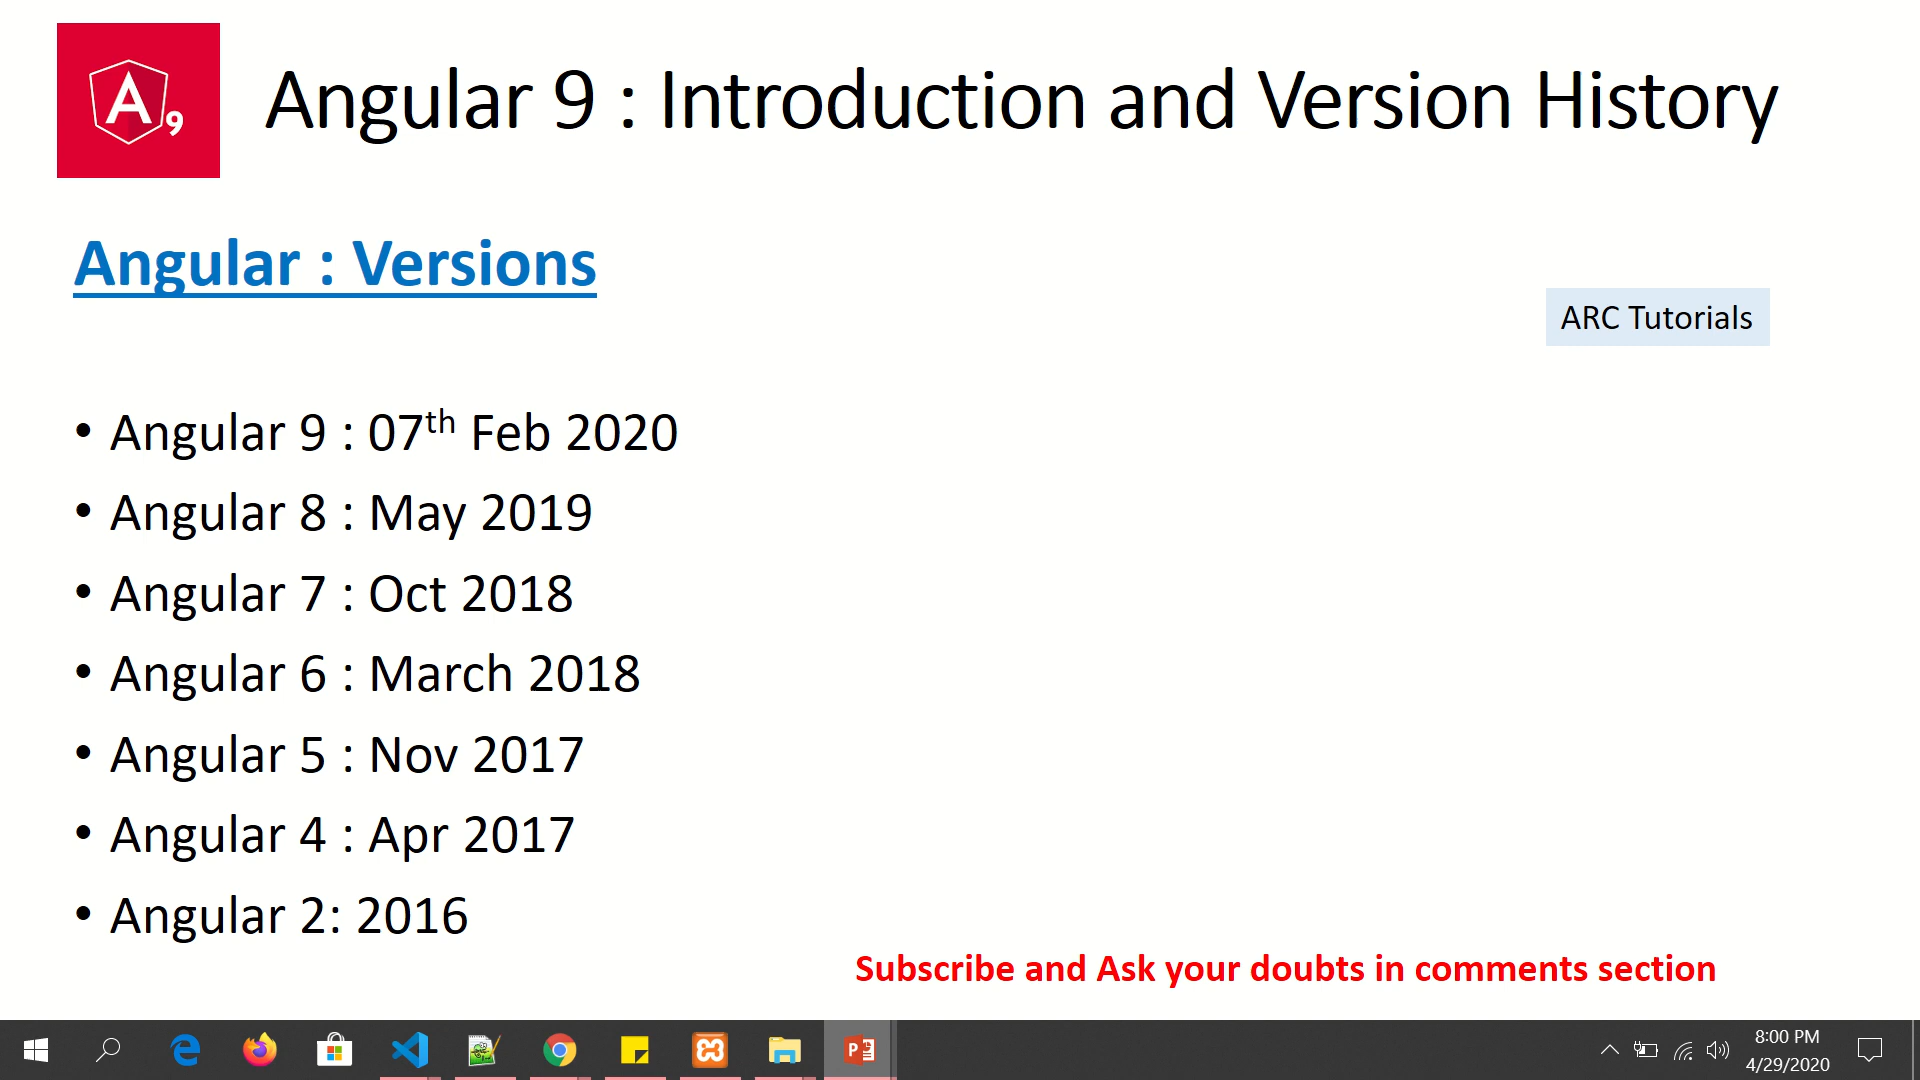 A 9
Angular 9 : Introduction and Version History
Angular : Versions
ARC Tutorials
• Angular 9 : 07th Feb 2020
• Angular 8 : May 2019
• Angular 7 : Oct 2018
• Angular 6 : March 2018
• Angular 5 : Nov 2017
• Angular 4 : Apr 2017
• Angular 2: 2016
Subscribe and Ask your doubts in comments section
8:00 PM
4/29/2020